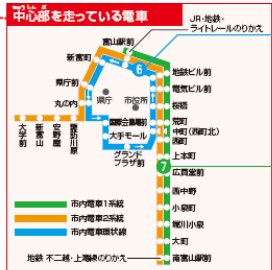 中心部を走っている電車
JR・地鉄・
ライトレールのりかえ
富山駅前
新富町
6
地鉄ビル前
県庁前
電気ビル前
丸の内
県庁
市役所
桜橋
国際会議場前
荒町
大手モール
中町(西町北)
西町
グランド
プラザ前
上本町
大学前
新富山
安野屋
諏訪川原
7
広貫堂前
西中野
市内電車1系統
小泉町
市内電車2系統
堀川小泉
市内電車環状線
大町
地鉄 不二越・上滝線のりかえ
南富山駅前